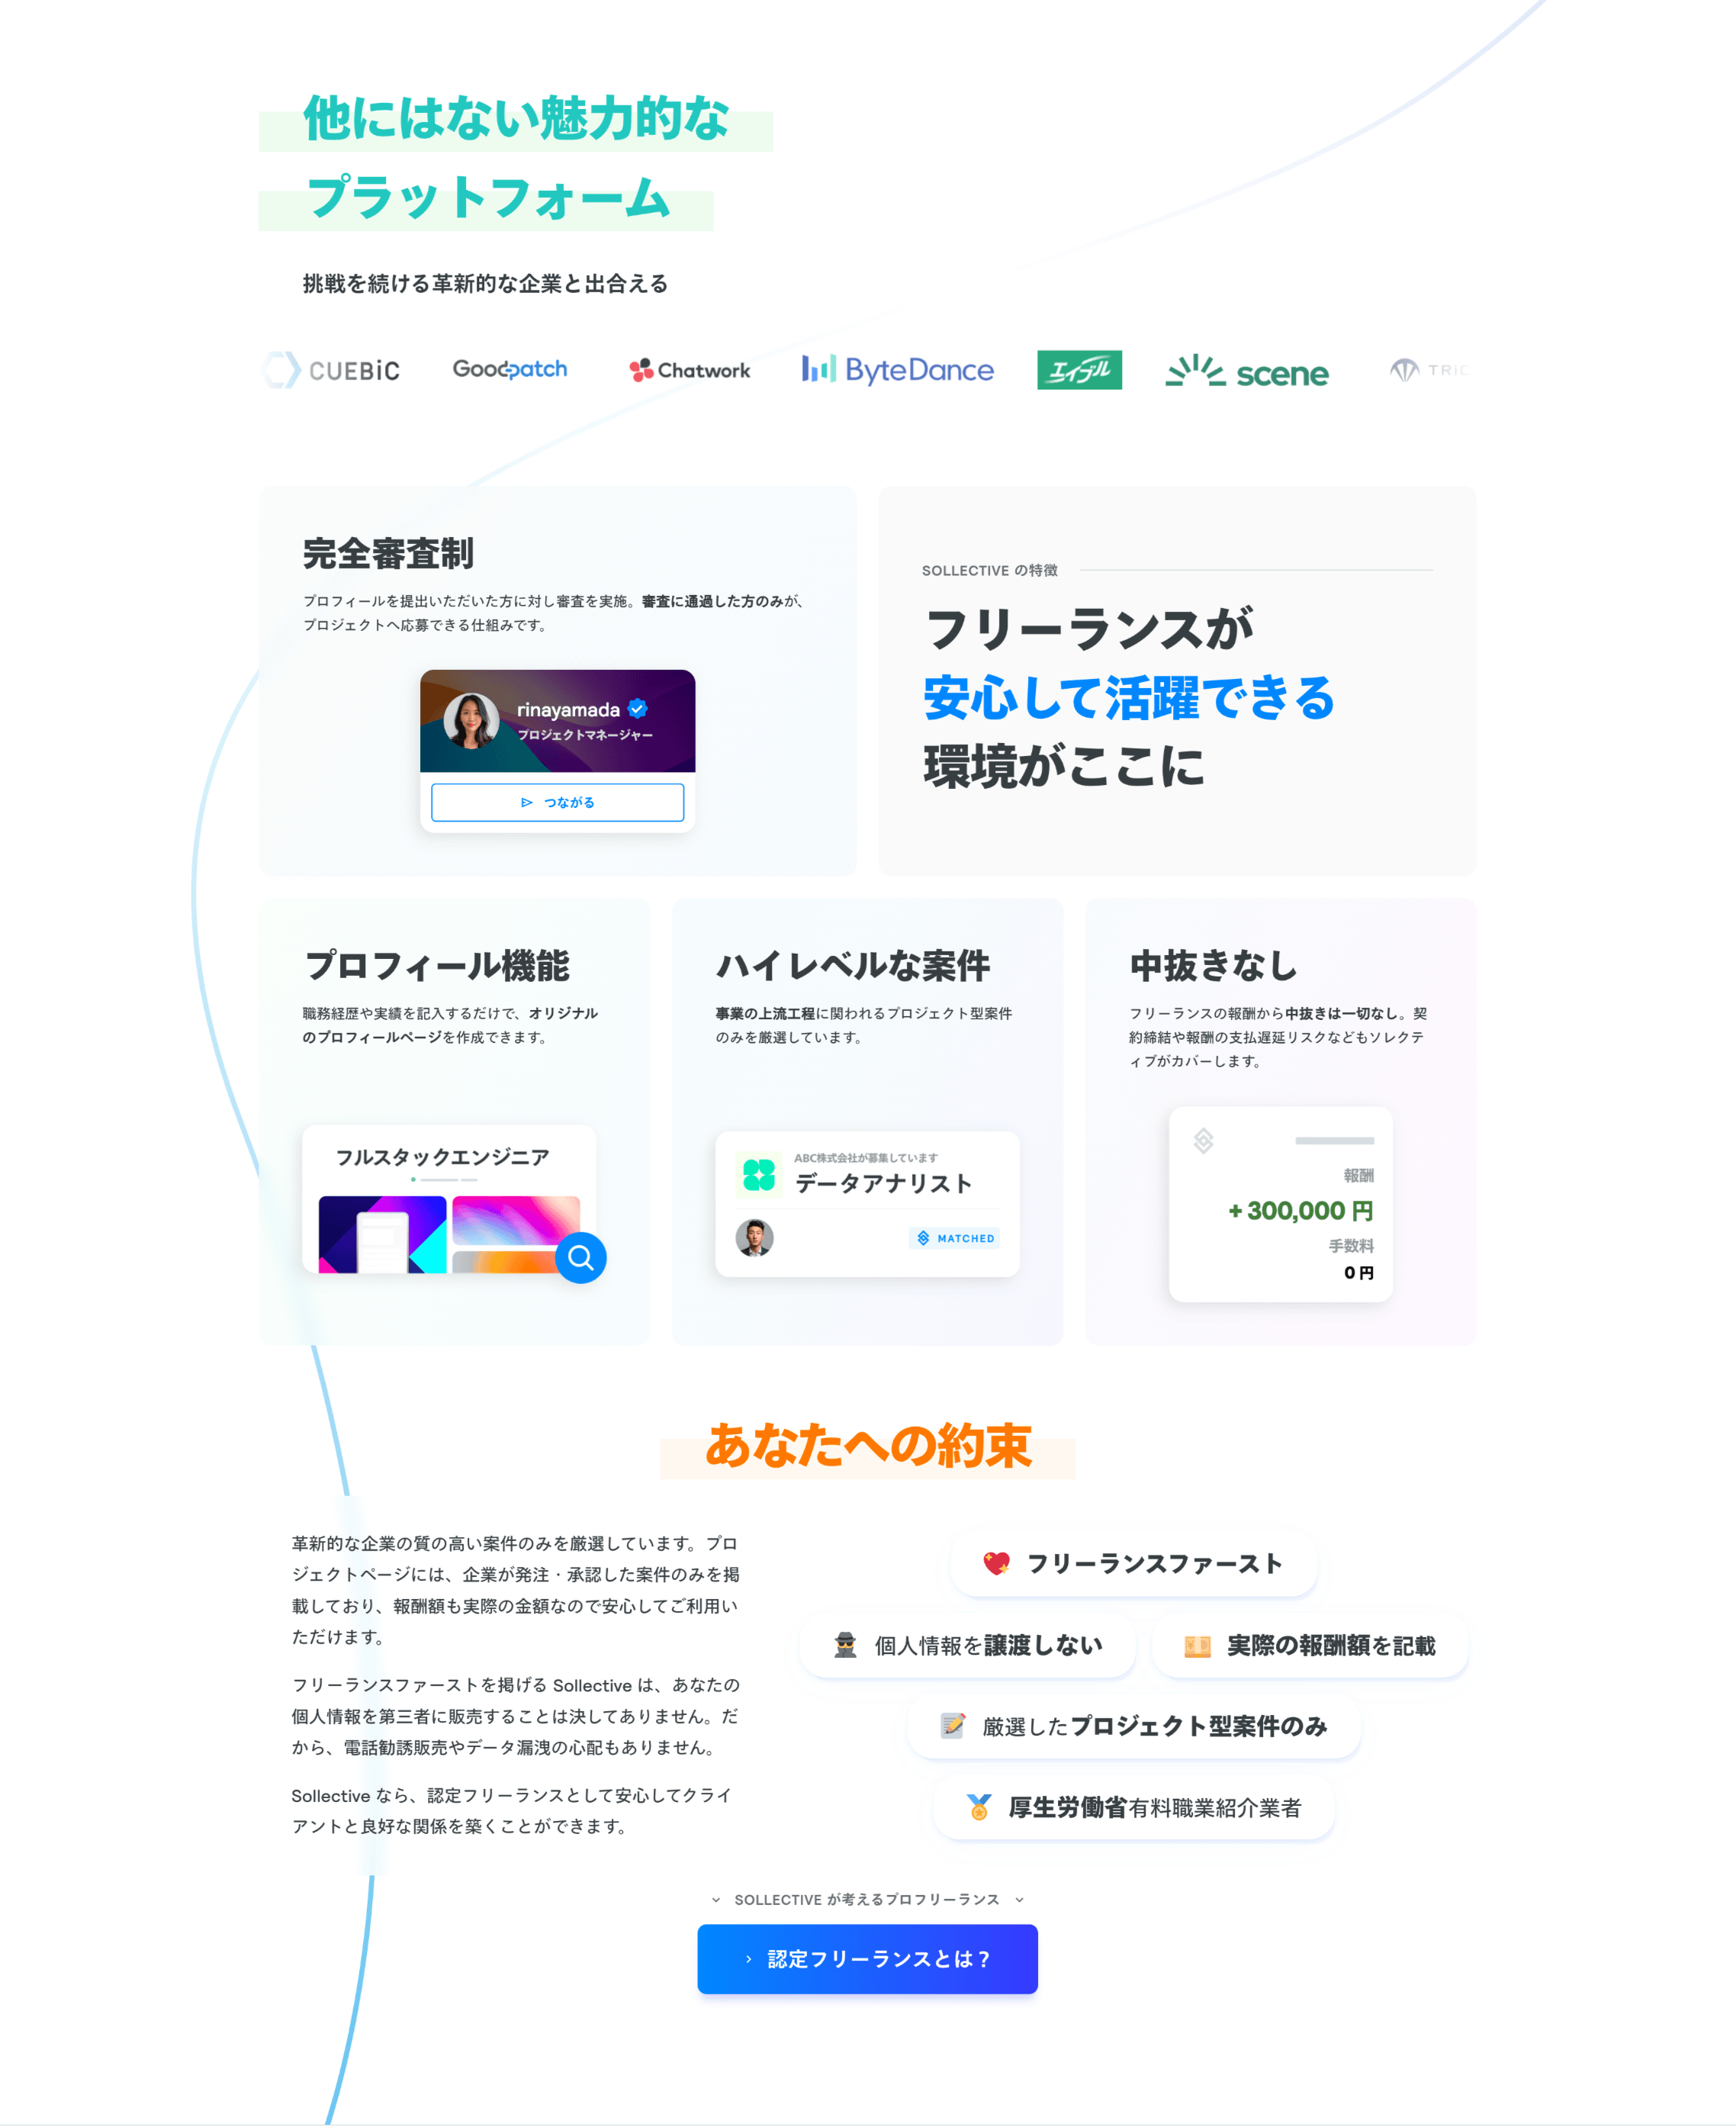 他にはない魅力的な
プラットフォーム
挑戦を続ける革新的な企業と出合える
CUEBiC
Goodpatch
Chatwork
ByteDance
エイブル
scene
完全審査制
プロフィールを提出いただいた方に対し審査を実施。審査に通過した方のみが、
プロジェクトへ応募できる仕組みです。
rinayamada
プロジェクトマネージャー
つながる
SOLLECTIVE の特徴
フリーランスが
安心して活躍できる
環境がここに
プロフィール機能
職務経歴や実績を記入するだけで、オリジナル
のプロフィールページを作成できます。
フルスタックエンジニア
ハイレベルな案件
事業の上流工程に関われるプロジェクト型案件
のみを厳選しています。
ABC株式会社が募集しています
データアナリスト
MATCHED
中抜きなし
フリーランスの報酬から中抜きは一切なし。契
約締結や報酬の支払遅延リスクなどもソレクテ
ィブがカバーします。
報酬
+ 300,000 円
手数料
0 円
あなたへの約束
革新的な企業の質の高い案件のみを厳選しています。プロ
ジェクトページには、企業が発注・承認した案件のみを掲
載しており、報酬額も実際の金額なので安心してご利用い
ただけます。
フリーランスファーストを掲げる Sollective は、あなたの
個人情報を第三者に販売することは決してありません。だ
から、電話勧誘販売やデータ漏洩の心配もありません。
Sollective なら、認定フリーランスとして安心してクライ
アントと良好な関係を築くことができます。
フリーランスファースト
個人情報を譲渡しない
実際の報酬額を記載
厳選したプロジェクト型案件のみ
厚生労働省有料職業紹介業者
SOLLECTIVE が考えるプロフリーランス
認定フリーランスとは？